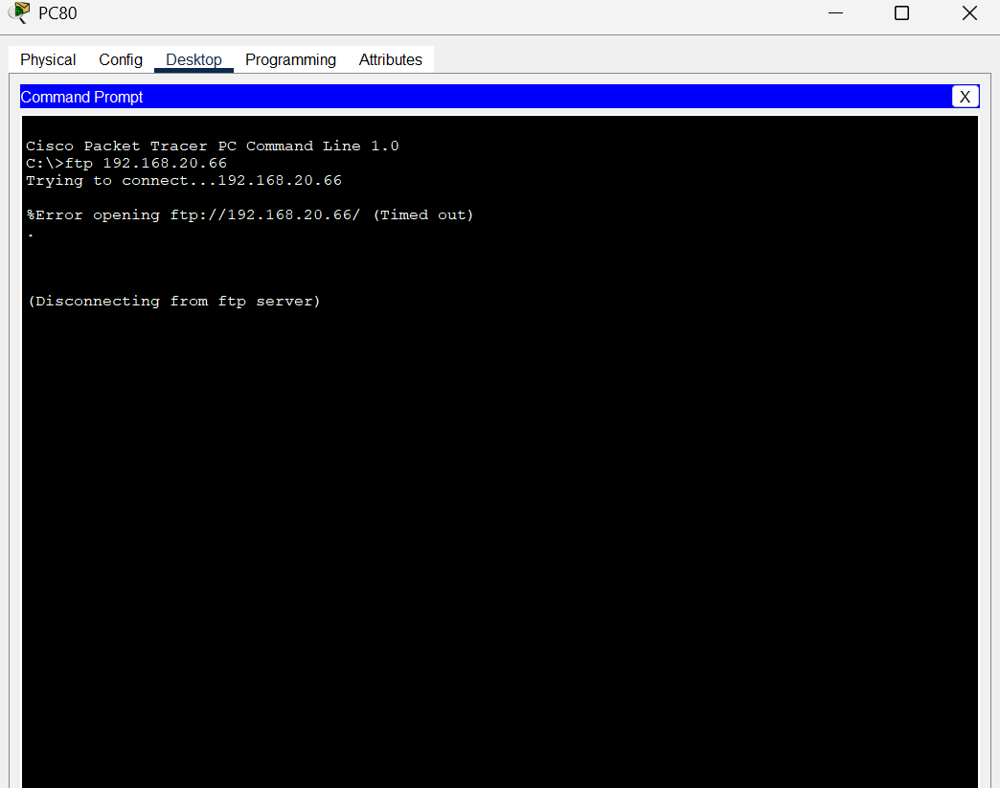 PC80
Physical Config Desktop Programming Attributes
Command Prompt X
Cisco Packet Tracer PC Command Line 1.0
C:\>ftp 192.168.20.66
Trying to connect...192.168.20.66
%Error opening ftp://192.168.20.66/ (Timed out)
.
(Disconnecting from ftp server)